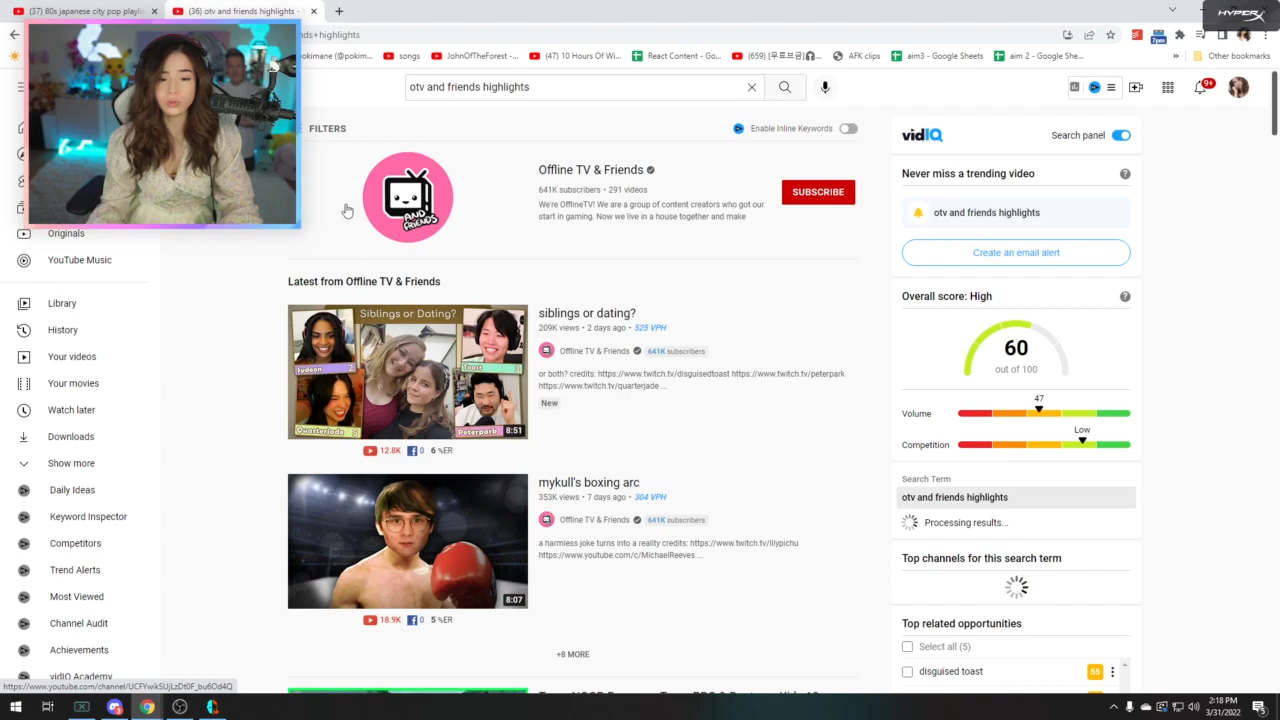 (37) 80s japanese city pop playli
(36) otv and friends highlights -
HYPERX
nds+highlights
okimane (@pokim...
songs
JohnOfTheForest -...
(47) 10 Hours Of Wi...
React Content - Go...
(659) [무료브금]
AFK clips
aim3 - Google Sheets
aim 2 - Google She...
Other bookmarks
otv and friends highlights
9+
FILTERS
Enable Inline Keywords
AND
FRIENDS
Offline TV & Friends
641K subscribers • 291 videos
We're OfflineTV! We are a group of content creators who got our
start in gaming. Now we live in a house together and make
SUBSCRIBE
Originals
YouTube Music
Library
History
Your videos
Your movies
Watch later
Downloads
Show more
Daily Ideas
Keyword Inspector
Competitors
Trend Alerts
Most Viewed
Channel Audit
Achievements
vidIQ Academy
https://www.youtube.com/channel/UCFYwikSUjLzDt0F_bu6Od4Q
Latest from Offline TV & Friends
Siblings or Dating?
Sydeon 2
Toast
QuarterJade
Peterpark
8:51
siblings or dating?
209K views • 2 days ago • 525 VPH
Offline TV & Friends 641K subscribers
or both? credits: https://www.twitch.tv/disguisedtoast https://www.twitch.tv/peterpark
https://www.twitch.tv/quarterjade ...
New
12.8K 0 6 %ER
8:07
mykull's boxing arc
353K views • 7 days ago • 304 VPH
Offline TV & Friends 641K subscribers
a harmless joke turns into a reality credits: https://www.twitch.tv/lilypichu
https://www.youtube.com/c/MichaelReeves ...
18.9K 0 5 %ER
+8 MORE
vidIQ
Search panel
Never miss a trending video
otv and friends highlights
Create an email alert
Overall score: High
60
out of 100
47
Volume
Low
Competition
Search Term
otv and friends highlights
Processing results...
Top channels for this search term
Top related opportunities
Select all (5)
disguised toast 55
2:18 PM
3/31/2022
5